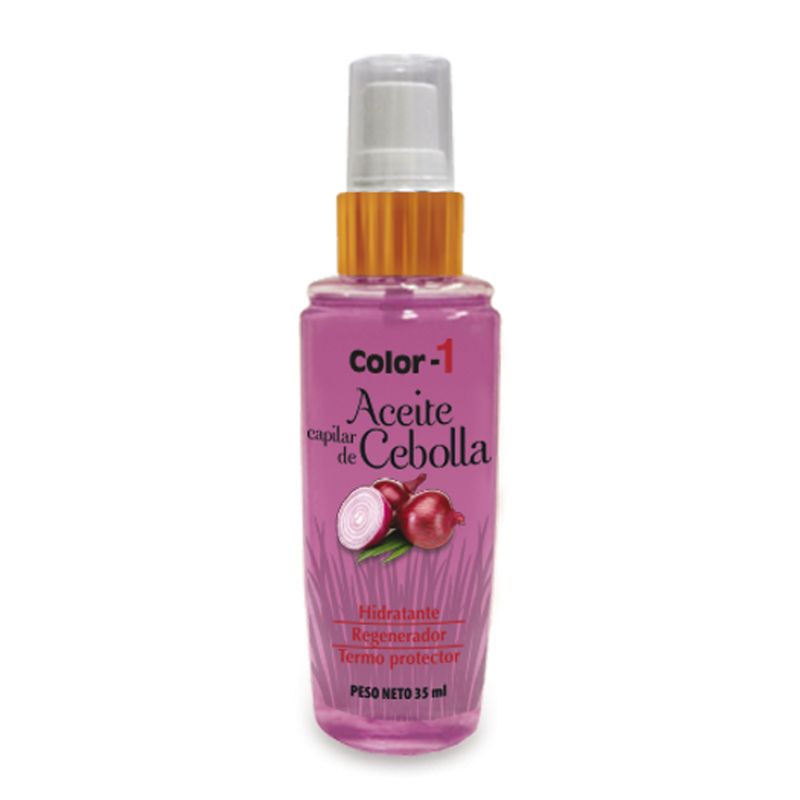 Color-1
Aceite
capilar
de Cebolla
Hidratante
Regenerador
Termo protector
PESO NETO 35 ml